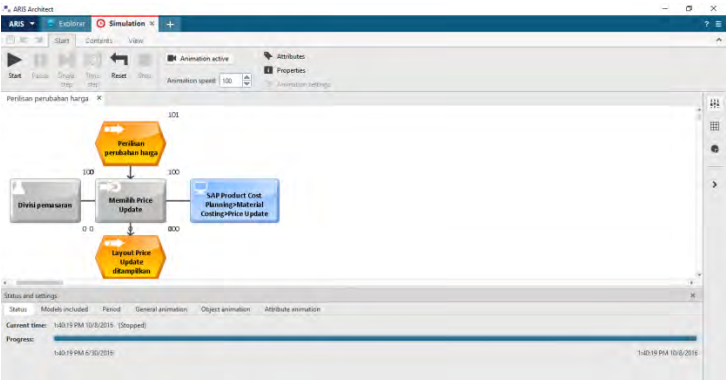 ARIS Architect
ARIS Explorer Simulation × +
Start Contents View
Start Pause Single step Time step Reset Stop
Animation active
Animation speed: 100
Attributes
Properties
Animation settings
Perilisan perubahan harga ×
101
Perilisan
perubahan harga
100 100
Divisi pemasaran
Memilih Price
Update
SAP Product Cost
Planning>Material
Costing>Price Update
0 0 0
Layout Price
Update
ditampilkan
Status and settings
Status Models included Period General animation Object animation Attribute animation
Current time: 1:40:19 PM 10/8/2016 (Stopped)
Progress:
1:40:19 PM 6/30/2016 1:40:19 PM 10/8/2016